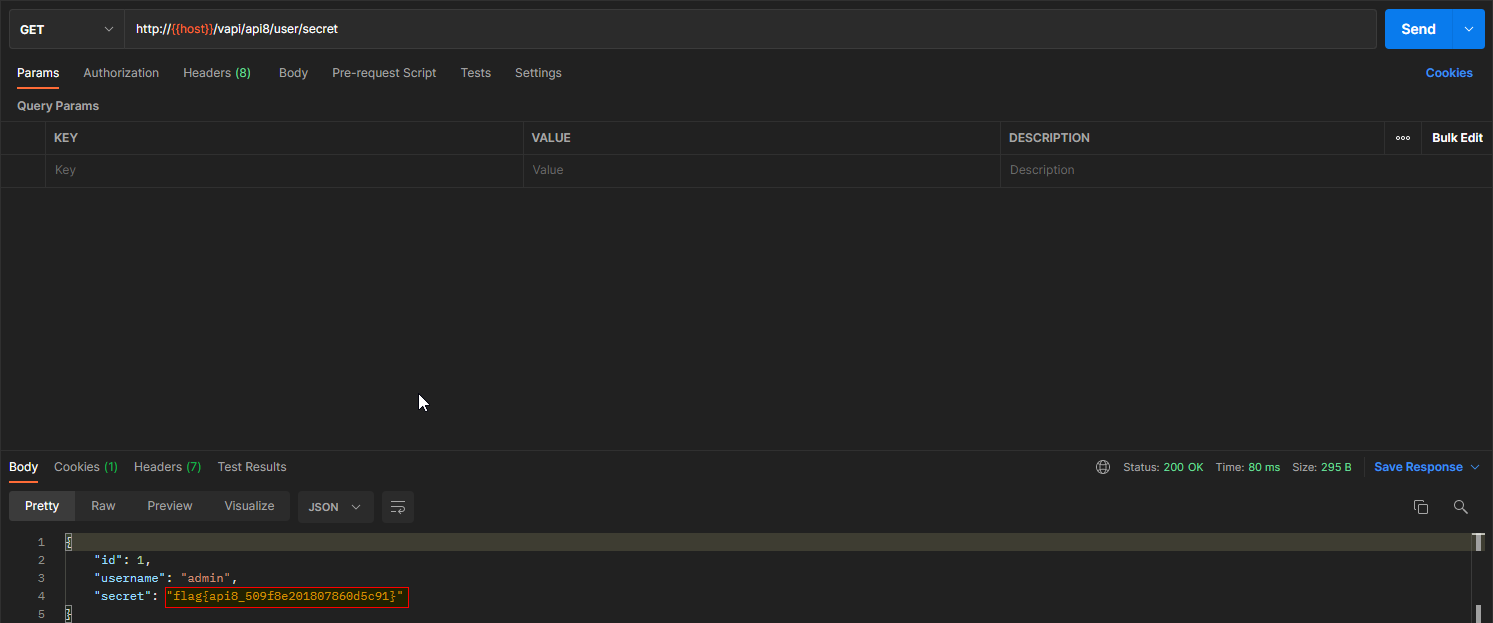 GET http://{{host}}/vapi/api8/user/secret Send
Params Authorization Headers (8) Body Pre-request Script Tests Settings Cookies
Query Params
KEY VALUE DESCRIPTION ooo Bulk Edit
Key Value Description
Body Cookies (1) Headers (7) Test Results Status: 200 OK Time: 80 ms Size: 295 B Save Response
Pretty Raw Preview Visualize JSON
1 {
2 "id": 1,
3 "username": "admin",
4 "secret": "flag{api8_509f8e201807860d5c91}"
5 }